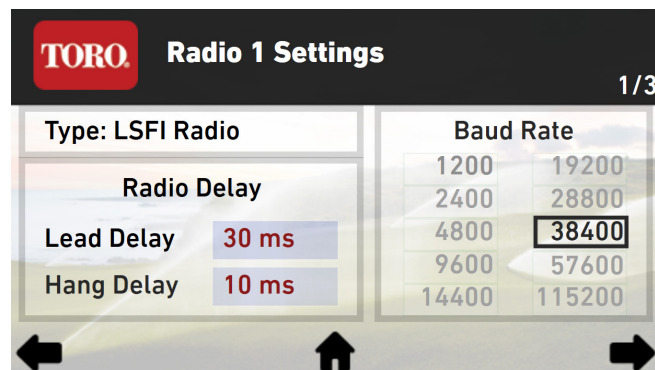 TORO.
Radio 1 Settings
1/3
Type: LSFI Radio
Radio Delay
Lead Delay 30 ms
Hang Delay 10 ms
Baud Rate
1200 19200
2400 28800
4800 38400
9600 57600
14400 115200